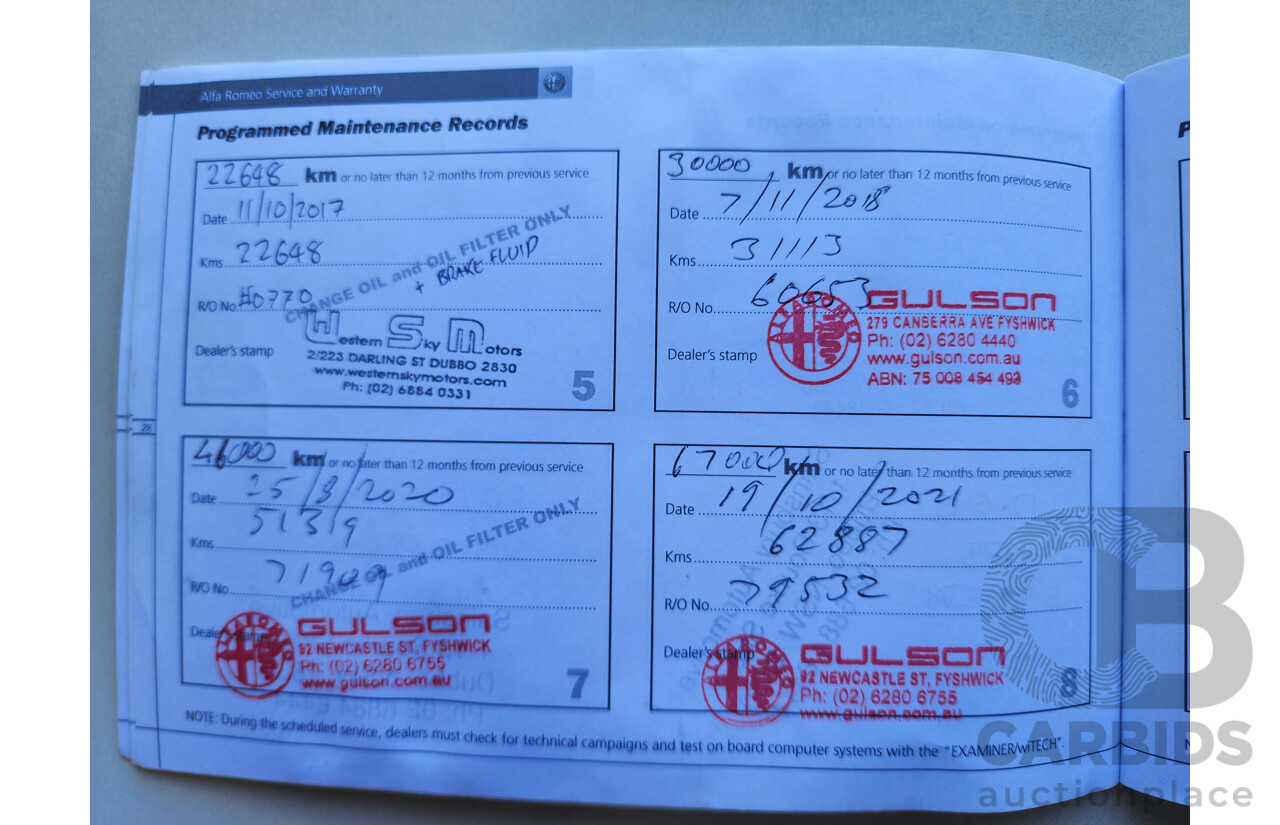 Alfa Romeo Service and Warranty
Programmed Maintenance Records
22648 km or no later than 12 months from previous service
Date 11/10/2017
Kms 22648
CHANGE OIL and OIL FILTER ONLY
+ BRAKE FLUID
R/O No #0770
Dealer's stamp
Western Sky Motors
2/223 DARLING ST DUBBO 2830
www.westernskymotors.com
Ph: (02) 6884 0331
5
30000 km or no later than 12 months from previous service
Date 7/11/2018
Kms 31113
R/O No. 60653
Dealer's stamp
ALFA ROMEO
GULSON
279 CANBERRA AVE FYSHWICK
Ph: (02) 6280 4440
www.gulson.com.au
ABN: 75 008 454 493
6
28
46000 km or no later than 12 months from previous service
Date 25/8/2020
Kms 51319
R/O No. 71909
CHANGE OIL and OIL FILTER ONLY
Dealer's stamp
GULSON
92 NEWCASTLE ST, FYSHWICK
Ph: (02) 6280 6755
www.gulson.com.au
7
67000 km or no later than 12 months from previous service
Date 19/10/2021
Kms 62887
R/O No. 79532
Dealer's stamp
GULSON
92 NEWCASTLE ST, FYSHWICK
Ph: (02) 6280 6755
www.gulson.com.au
8
NOTE: During the scheduled service, dealers must check for technical campaigns and test on board computer systems with the "EXAMINER/wiTECH".
CB
CARBIDS
auctionplace